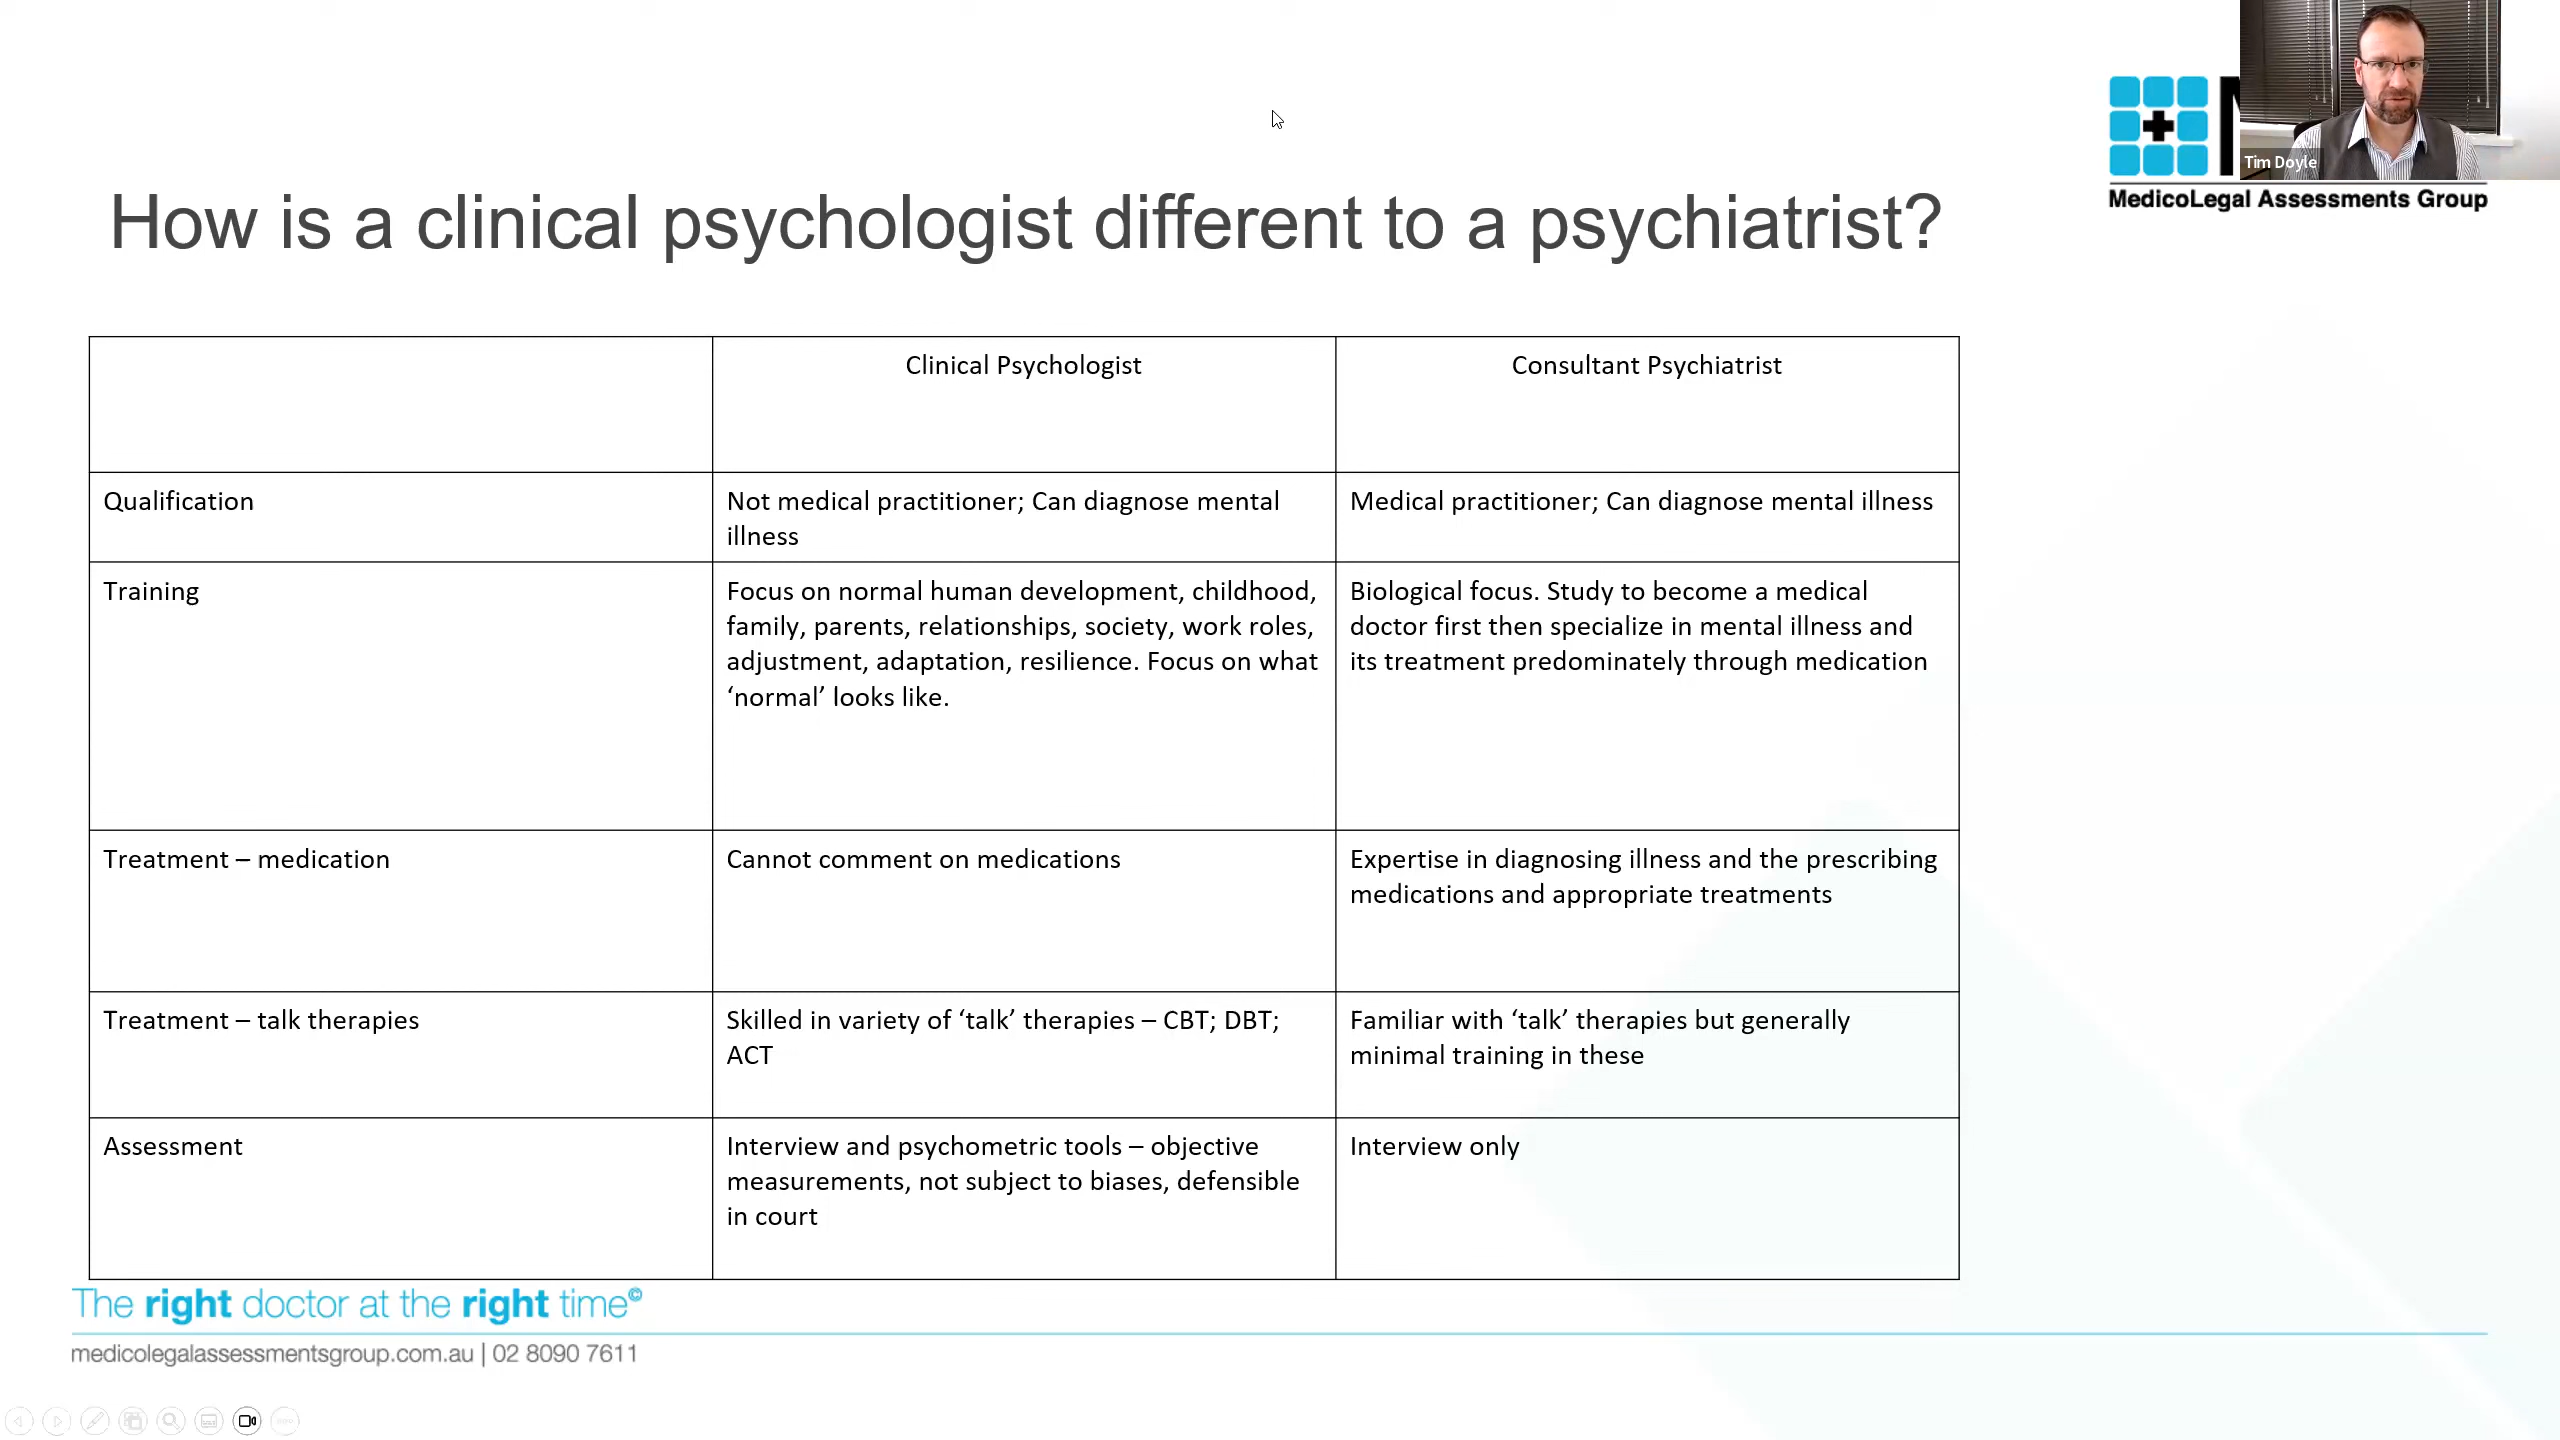 Tim Doyle
MedicoLegal Assessments Group
How is a clinical psychologist different to a psychiatrist?
Clinical Psychologist
Consultant Psychiatrist
Qualification
Not medical practitioner; Can diagnose mental
illness
Medical practitioner; Can diagnose mental illness
Training
Focus on normal human development, childhood,
family, parents, relationships, society, work roles,
adjustment, adaptation, resilience. Focus on what
‘normal’ looks like.
Biological focus. Study to become a medical
doctor first then specialize in mental illness and
its treatment predominately through medication
Treatment – medication
Cannot comment on medications
Expertise in diagnosing illness and the prescribing
medications and appropriate treatments
Treatment – talk therapies
Skilled in variety of ‘talk’ therapies – CBT; DBT;
ACT
Familiar with ‘talk’ therapies but generally
minimal training in these
Assessment
Interview and psychometric tools – objective
measurements, not subject to biases, defensible
in court
Interview only
The right doctor at the right time©
medicolegalassessmentsgroup.com.au | 02 8090 7611